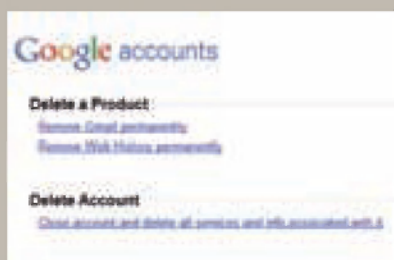 Google accounts
Delete a Product
Remove Gmail permanently
Remove Web History permanently
Delete Account
Close account and delete all services and info associated with it